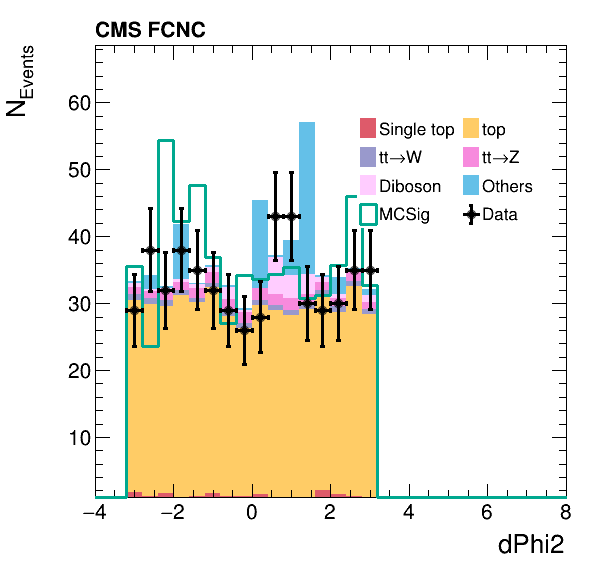 CMS FCNC
N_Events
60
50
40
30
20
10
Single top
top
tt→W
tt→Z
Diboson
Others
MCSig
Data
−4
−2
0
2
4
6
8
dPhi2